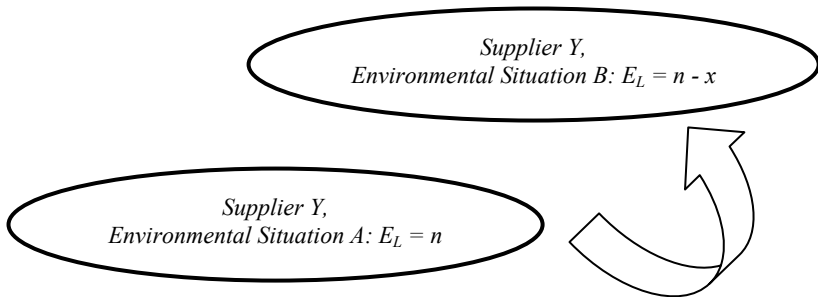 Supplier Y,
Environmental Situation B: E_L = n - x
Supplier Y,
Environmental Situation A: E_L = n